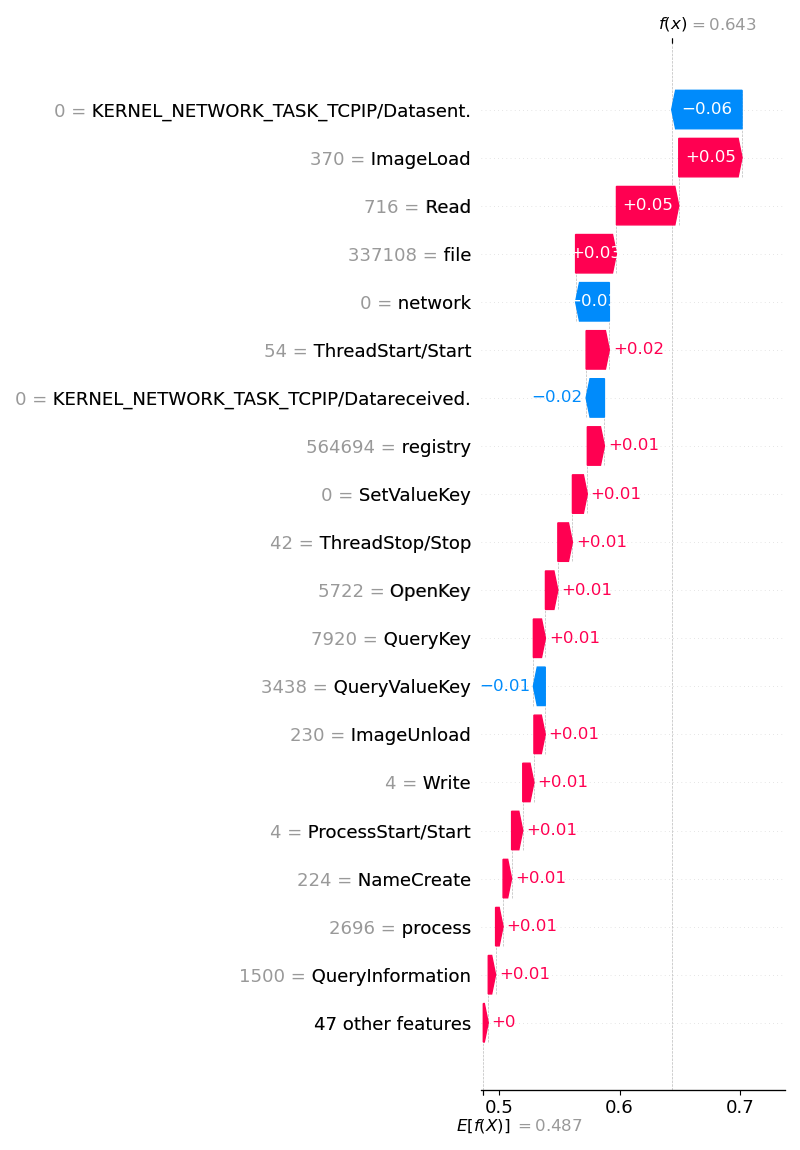 f(x) = 0.643
0 = KERNEL_NETWORK_TASK_TCPIP/Datasent. −0.06
370 = ImageLoad +0.05
716 = Read +0.05
337108 = file +0.03
0 = network
54 = ThreadStart/Start +0.02
0 = KERNEL_NETWORK_TASK_TCPIP/Datareceived. −0.02
564694 = registry +0.01
0 = SetValueKey +0.01
42 = ThreadStop/Stop +0.01
5722 = OpenKey +0.01
7920 = QueryKey +0.01
3438 = QueryValueKey −0.01
230 = ImageUnload +0.01
4 = Write +0.01
4 = ProcessStart/Start +0.01
224 = NameCreate +0.01
2696 = process +0.01
1500 = QueryInformation +0.01
47 other features +0
0.5 0.6 0.7
E[f(X)] = 0.487